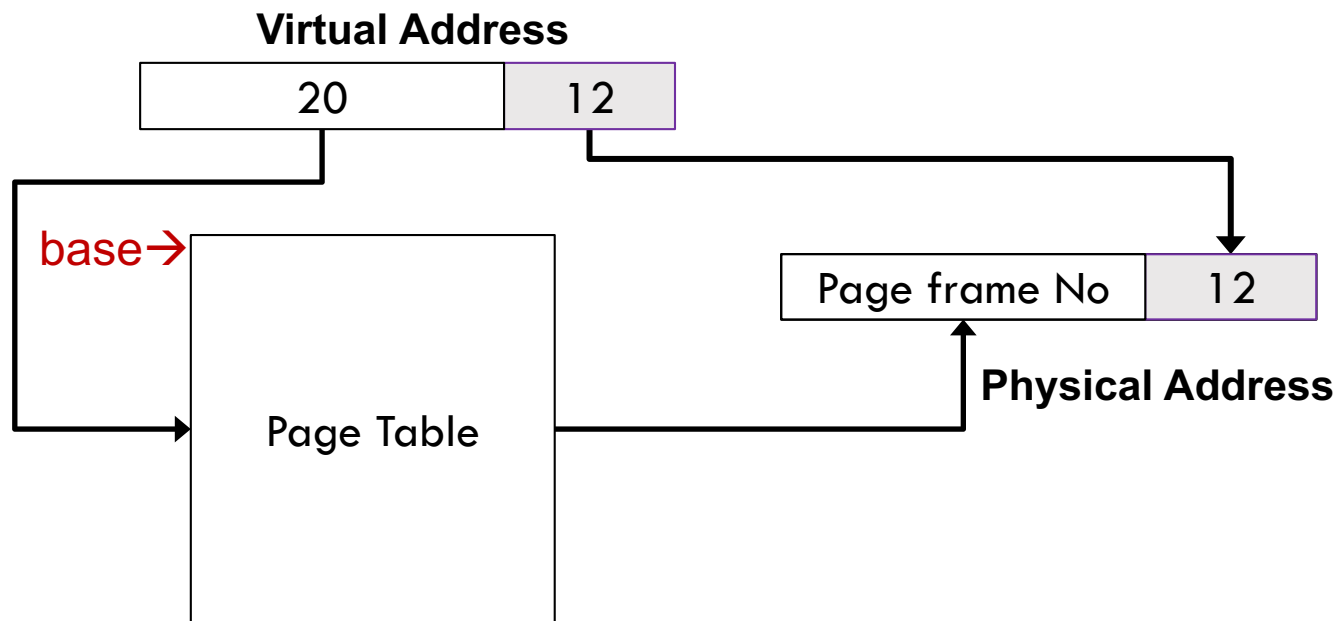 Virtual Address
20 12
base→
Page frame No 12
Physical Address
Page Table